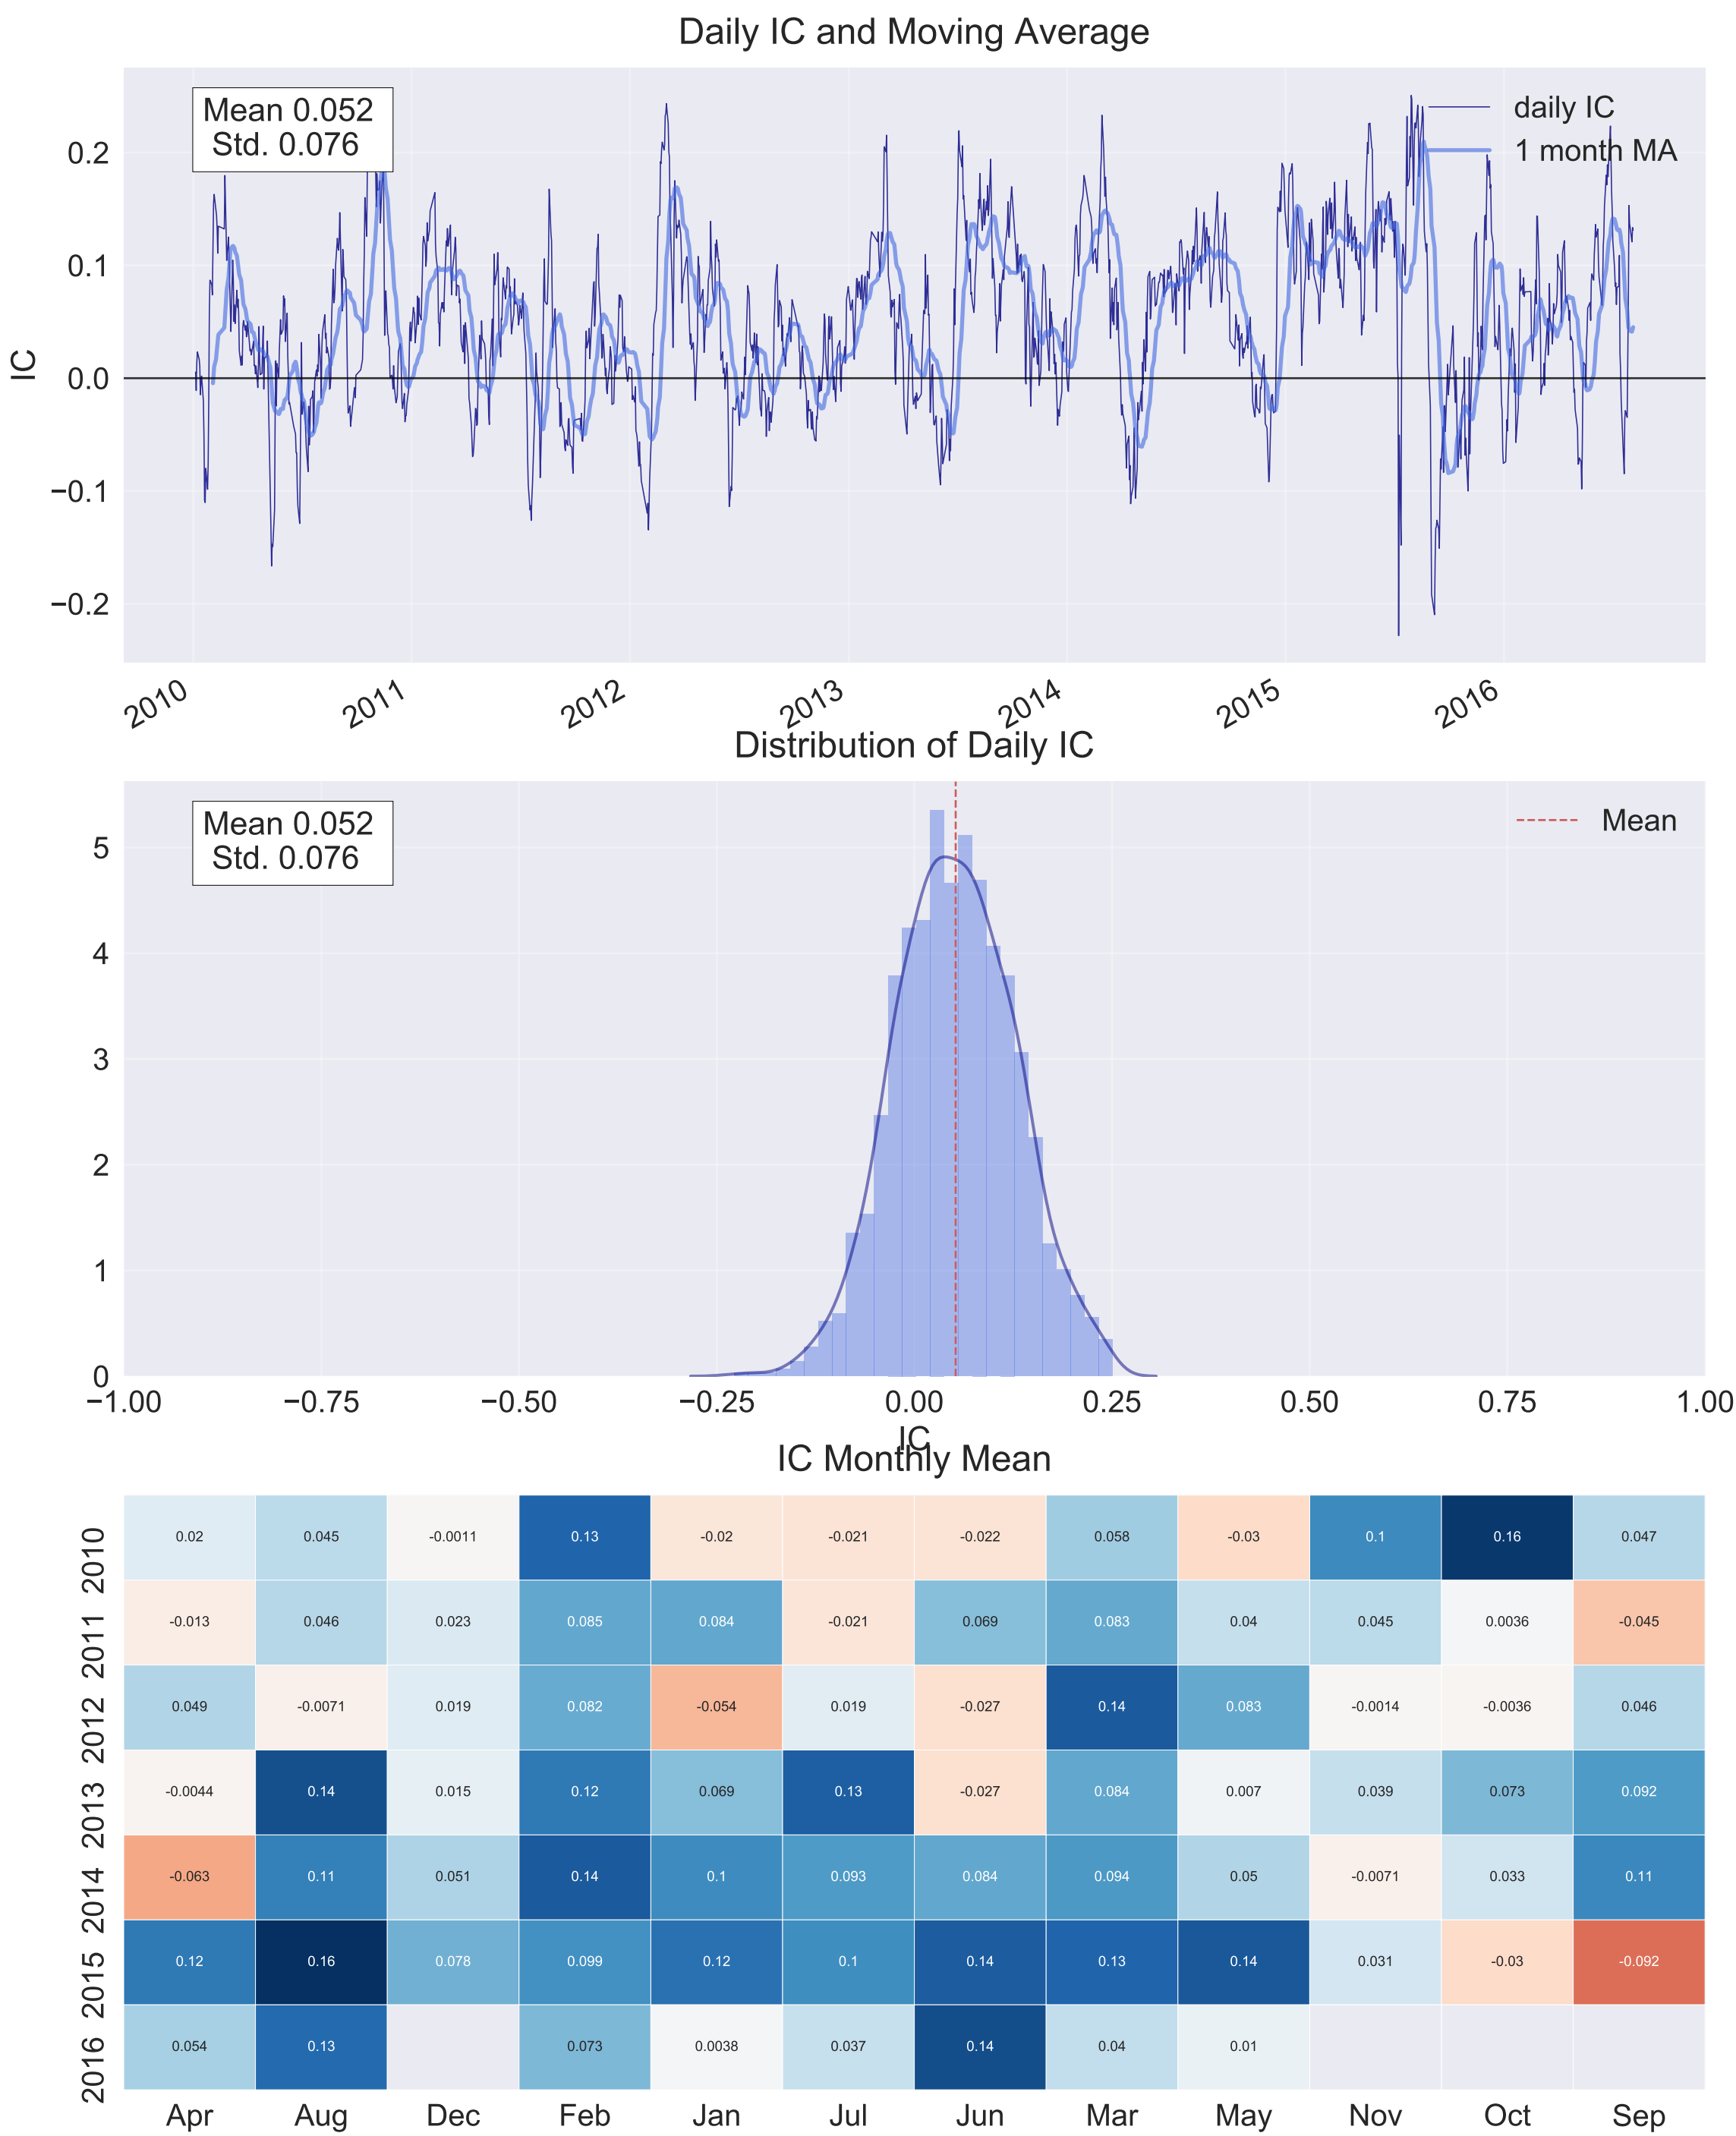 Daily IC and Moving Average
Mean 0.052
Std. 0.076
daily IC
1 month MA
IC
0.2
0.1
0.0
−0.1
−0.2
2010 2011 2012 2013 2014 2015 2016
Distribution of Daily IC
Mean 0.052
Std. 0.076
Mean
5
4
3
2
1
0
−1.00 −0.75 −0.50 −0.25 0.00 0.25 0.50 0.75 1.00
IC
IC Monthly Mean
2010 0.02 0.045 -0.0011 0.13 -0.02 -0.021 -0.022 0.058 -0.03 0.1 0.16 0.047
2011 -0.013 0.046 0.023 0.085 0.084 -0.021 0.069 0.083 0.04 0.045 0.0036 -0.045
2012 0.049 -0.0071 0.019 0.082 -0.054 0.019 -0.027 0.14 0.083 -0.0014 -0.0036 0.046
2013 -0.0044 0.14 0.015 0.12 0.069 0.13 -0.027 0.084 0.007 0.039 0.073 0.092
2014 -0.063 0.11 0.051 0.14 0.1 0.093 0.084 0.094 0.05 -0.0071 0.033 0.11
2015 0.12 0.16 0.078 0.099 0.12 0.1 0.14 0.13 0.14 0.031 -0.03 -0.092
2016 0.054 0.13 0.073 0.0038 0.037 0.14 0.04 0.01
Apr Aug Dec Feb Jan Jul Jun Mar May Nov Oct Sep